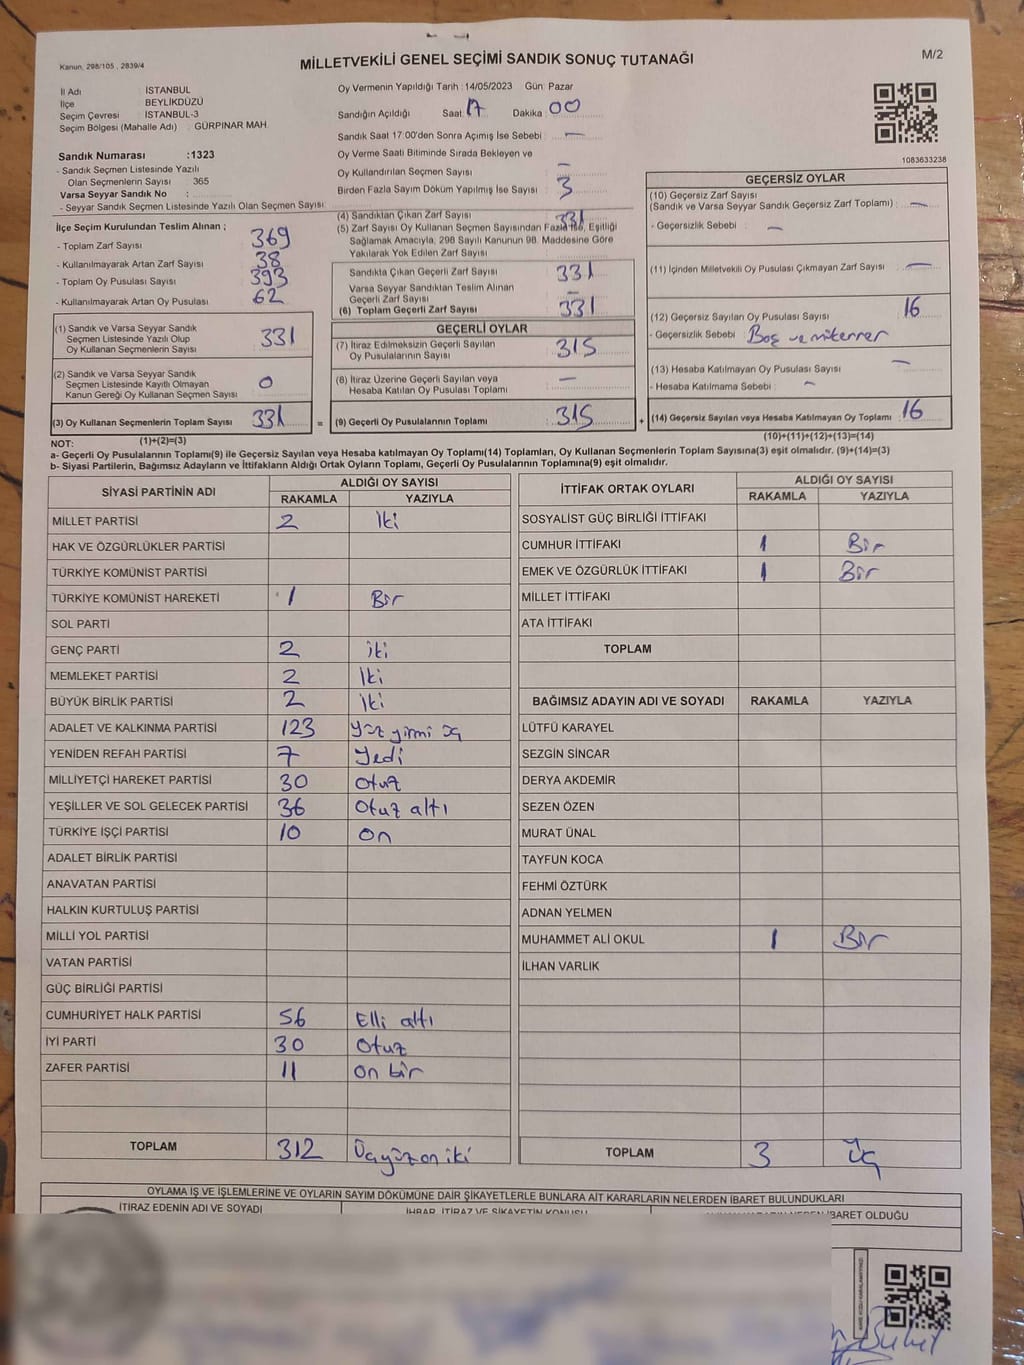 M/2
Kanun, 298/105 , 2839/4
MİLLETVEKİLİ GENEL SEÇİMİ SANDIK SONUÇ TUTANAĞI
İl Adı : İSTANBUL
İlçe : BEYLİKDÜZÜ
Seçim Çevresi : İSTANBUL-3
Seçim Bölgesi (Mahalle Adı) : GÜRPINAR MAH.
Sandık Numarası :1323
- Sandık Seçmen Listesinde Yazılı
Olan Seçmenlerin Sayısı : 365
Varsa Seyyar Sandık No :
- Seyyar Sandık Seçmen Listesinde Yazılı Olan Seçmen Sayısı:
Oy Vermenin Yapıldığı Tarih :14/05/2023 Gün: Pazar
Sandığın Açıldığı Saat: 17 Dakika : 00
Sandık Saat 17:00'den Sonra Açımış İse Sebebi : —
Oy Verme Saati Bitiminde Sırada Bekleyen ve
Oy Kullandırılan Seçmen Sayısı : —
Birden Fazla Sayım Döküm Yapılmış İse Sayısı : 3
1083633238
İlçe Seçim Kurulundan Teslim Alınan ;
- Toplam Zarf Sayısı : 369
- Kullanılmayarak Artan Zarf Sayısı : 38
- Toplam Oy Pusulası Sayısı : 393
- Kullanılmayarak Artan Oy Pusulası : 62
(1) Sandık ve Varsa Seyyar Sandık
Seçmen Listesinde Yazılı Olup
Oy Kullanan Seçmenlerin Sayısı : 331
(2) Sandık ve Varsa Seyyar Sandık
Seçmen Listesinde Kayıtlı Olmayan
Kanun Gereği Oy Kullanan Seçmen Sayısı : 0
(3) Oy Kullanan Seçmenlerin Toplam Sayısı : 331
(4) Sandıktan Çıkan Zarf Sayısı : 331
(5) Zarf Sayısı Oy Kullanan Seçmen Sayısından Fazla İse, Eşitliği
Sağlamak Amacıyla, 298 Sayılı Kanunun 98. Maddesine Göre
Yakılarak Yok Edilen Zarf Sayısı :
Sandıkta Çıkan Geçerli Zarf Sayısı : 331
Varsa Seyyar Sandıktan Teslim Alınan
Geçerli Zarf Sayısı : —
(6) Toplam Geçerli Zarf Sayısı : 331
GEÇERLİ OYLAR
(7) İtiraz Edilmeksizin Geçerli Sayılan
Oy Pusulalarının Sayısı : 315
(8) İtiraz Üzerine Geçerli Sayılan veya
Hesaba Katılan Oy Pusulası Toplamı : —
= (9) Geçerli Oy Pusulalarının Toplamı : 315 +
GEÇERSİZ OYLAR
(10) Geçersiz Zarf Sayısı
(Sandık ve Varsa Seyyar Sandık Geçersiz Zarf Toplamı) : —
- Geçersizlik Sebebi : —
(11) İçinden Milletvekili Oy Pusulası Çıkmayan Zarf Sayısı : —
(12) Geçersiz Sayılan Oy Pusulası Sayısı : 16
- Geçersizlik Sebebi : Boş ve mükerrer
(13) Hesaba Katılmayan Oy Pusulası Sayısı : —
- Hesaba Katılmama Sebebi : —
(14) Geçersiz Sayılan veya Hesaba Katılmayan Oy Toplamı : 16
NOT: (1)+(2)=(3) (10)+(11)+(12)+(13)=(14)
a- Geçerli Oy Pusulalarının Toplamı(9) ile Geçersiz Sayılan veya Hesaba katılmayan Oy Toplamı(14) Toplamları, Oy Kullanan Seçmenlerin Toplam Sayısına(3) eşit olmalıdır. (9)+(14)=(3)
b- Siyasi Partilerin, Bağımsız Adayların ve İttifakların Aldığı Ortak Oyların Toplamı, Geçerli Oy Pusulalarının Toplamına(9) eşit olmalıdır.
SİYASİ PARTİNİN ADI ALDIĞI OY SAYISI
RAKAMLA YAZIYLA
MİLLET PARTİSİ 2 İki
HAK VE ÖZGÜRLÜKLER PARTİSİ
TÜRKİYE KOMÜNİST PARTİSİ
TÜRKİYE KOMÜNİST HAREKETİ 1 Bir
SOL PARTİ
GENÇ PARTİ 2 iki
MEMLEKET PARTİSİ 2 İki
BÜYÜK BİRLİK PARTİSİ 2 İki
ADALET VE KALKINMA PARTİSİ 123 Yüz yirmi üç
YENİDEN REFAH PARTİSİ 7 Yedi
MİLLİYETÇİ HAREKET PARTİSİ 30 Otuz
YEŞİLLER VE SOL GELECEK PARTİSİ 36 Otuz altı
TÜRKİYE İŞÇİ PARTİSİ 10 On
ADALET BİRLİK PARTİSİ
ANAVATAN PARTİSİ
HALKIN KURTULUŞ PARTİSİ
MİLLİ YOL PARTİSİ
VATAN PARTİSİ
GÜÇ BİRLİĞİ PARTİSİ
CUMHURİYET HALK PARTİSİ 56 Elli altı
İYİ PARTİ 30 Otuz
ZAFER PARTİSİ 11 On bir
TOPLAM 312 Üçyüzoniki
İTTİFAK ORTAK OYLARI ALDIĞI OY SAYISI
RAKAMLA YAZIYLA
SOSYALİST GÜÇ BİRLİĞİ İTTİFAKI
CUMHUR İTTİFAKI 1 Bir
EMEK VE ÖZGÜRLÜK İTTİFAKI 1 Bir
MİLLET İTTİFAKI
ATA İTTİFAKI
TOPLAM
BAĞIMSIZ ADAYIN ADI VE SOYADI RAKAMLA YAZIYLA
LÜTFÜ KARAYEL
SEZGİN SİNCAR
DERYA AKDEMİR
SEZEN ÖZEN
MURAT ÜNAL
TAYFUN KOCA
FEHMİ ÖZTÜRK
ADNAN YELMEN
MUHAMMET ALİ OKUL 1 Bir
İLHAN VARLIK
TOPLAM 3 Üç
OYLAMA İŞ VE İŞLEMLERİNE VE OYLARIN SAYIM DÖKÜMÜNE DAİR ŞİKAYETLERLE BUNLARA AİT KARARLARIN NELERDEN İBARET BULUNDUKLARI
İTİRAZ EDENİN ADI VE SOYADI İHBAR, İTİRAZ VE ŞİKAYETİN KONUSU İBARET OLDUĞU